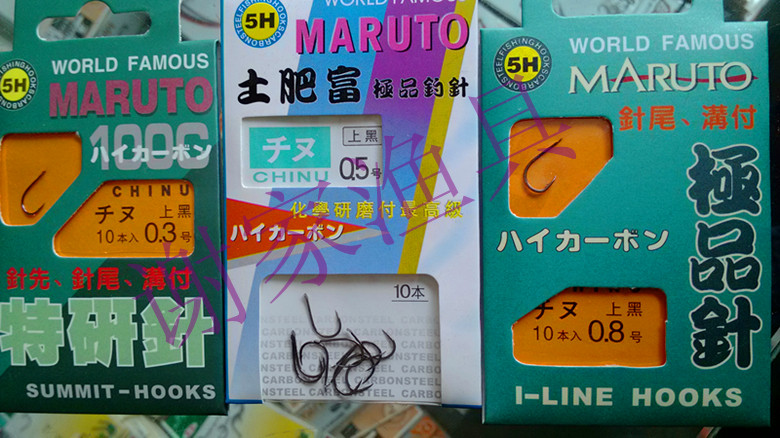 5H
WORLD FAMOUS
MARUTO
ハイカーボン
CHINU
チヌ 上黒
10本入 0.3号
針先、針尾、溝付
特研針
SUMMIT-HOOKS
5H
WORLD FAMOUS
MARUTO
土肥富 極品釣針
チヌ 上黒
CHINU 0.5号
化學研磨付最高級
ハイカーボン
10本
CARBONSTEEL
5H
WORLD FAMOUS
MARUTO
針尾、溝付
極品針
ハイカーボン
チヌ 上黒
10本入 0.8号
I-LINE HOOKS
谢家渔具